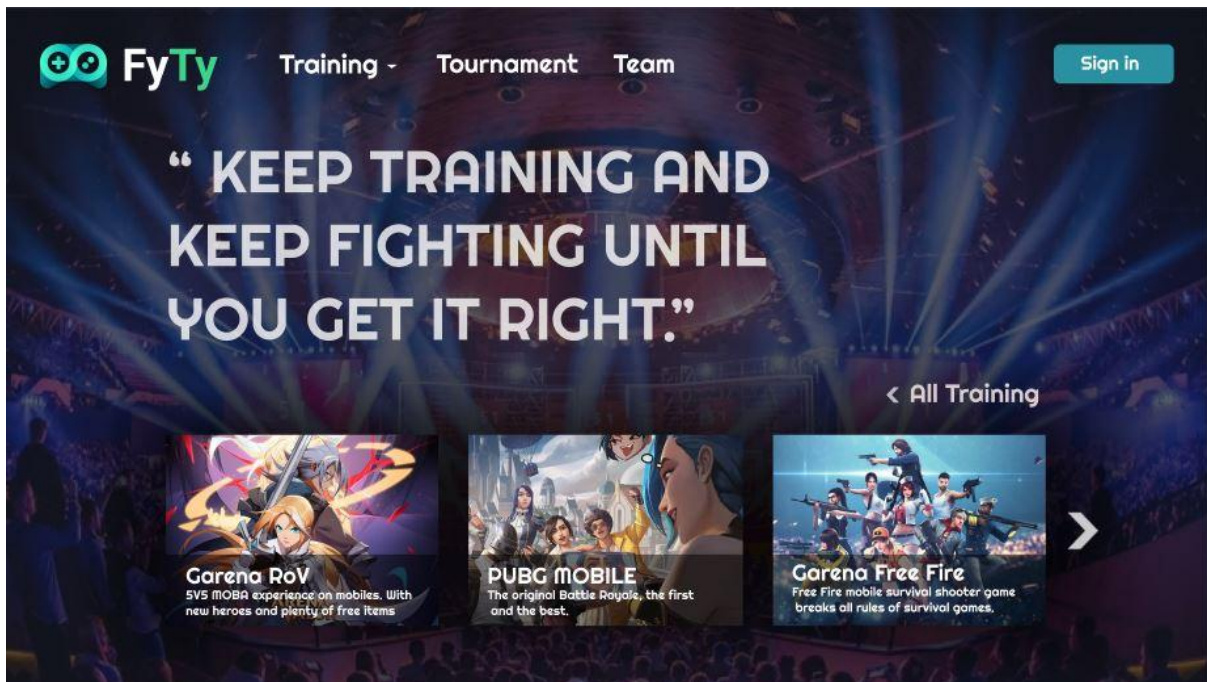 FyTy
Training
Tournament
Team
Sign in
“ KEEP TRAINING AND
KEEP FIGHTING UNTIL
YOU GET IT RIGHT.”
< All Training
Garena RoV
5V5 MOBA experience on mobiles. With
new heroes and plenty of free items
PUBG MOBILE
The original Battle Royale, the first
and the best.
Garena Free Fire
Free Fire mobile survival shooter game
breaks all rules of survival games.